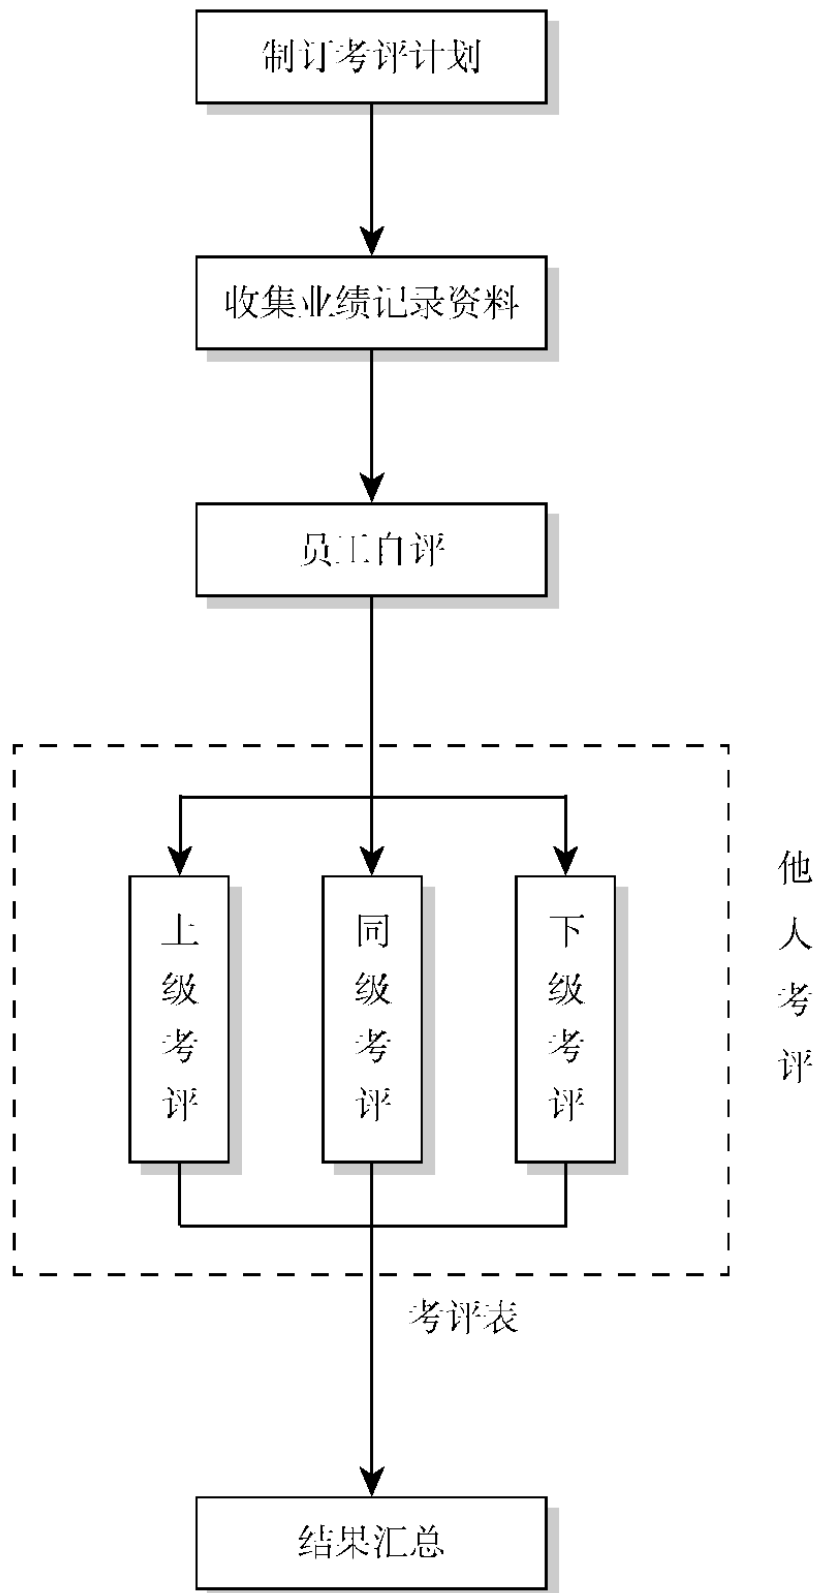 制订考评计划
收集业绩记录资料
员工自评
上级考评
同级考评
下级考评
他人考评
考评表
结果汇总